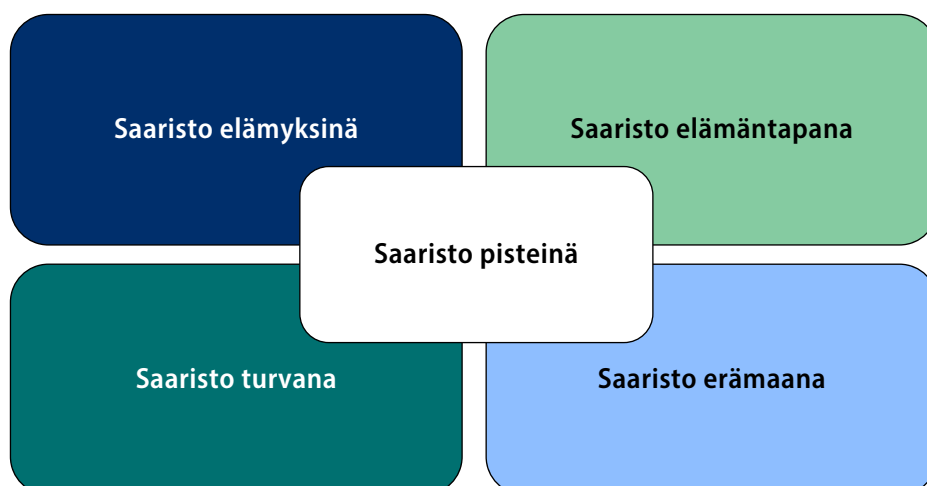 Saaristo elämyksinä
Saaristo elämäntapana
Saaristo pisteinä
Saaristo turvana
Saaristo erämaana